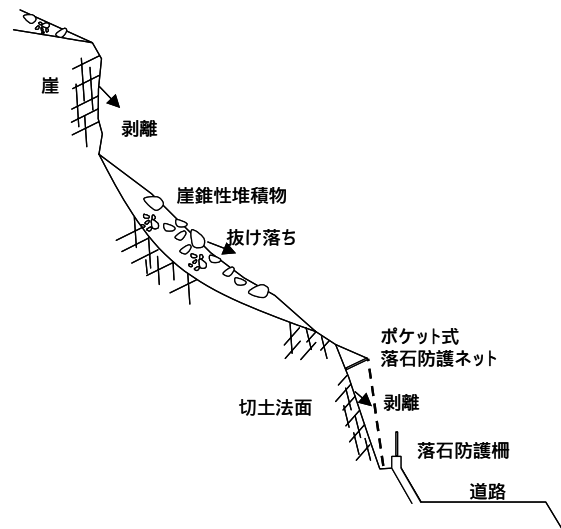 崖
剥離
崖錐性堆積物
抜け落ち
ポケット式
落石防護ネット
剥離
切土法面
落石防護柵
道路